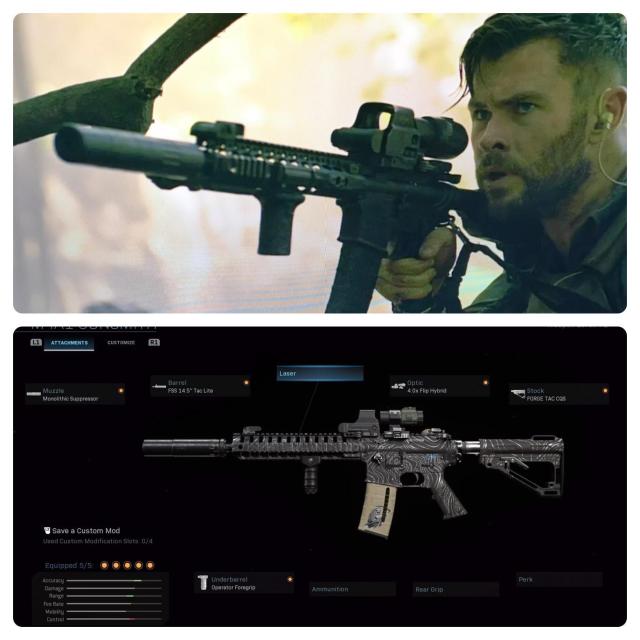 M4A1 GUNSMITH
L1 ATTACHMENTS CUSTOMIZE R1
Laser
Muzzle
Monolithic Suppressor
Barrel
FSS 14.5" Tac Lite
Optic
4.0x Flip Hybrid
Stock
FORGE TAC CQS
Save a Custom Mod
Used Custom Modification Slots 0/4
Equipped 5/5:
Accuracy
Damage
Range
Fire Rate
Mobility
Control
Underbarrel
Operator Foregrip
Ammunition
Rear Grip
Perk